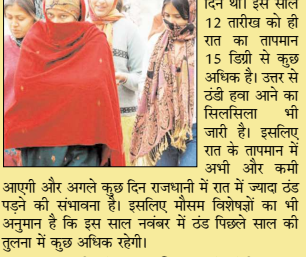 दिन था। इस साल
12 तारीख को ही
रात का तापमान
15 डिग्री से कुछ
अधिक है। उत्तर से
ठंडी हवा आने का
सिलसिला भी
जारी है। इसलिए
रात के तापमान में
अभी और कमी
आएगी और अगले कुछ दिन राजधानी में रात में ज्यादा ठंड
पड़ने की संभावना है। इसलिए मौसम विशेषज्ञों का भी
अनुमान है कि इस साल नवंबर में ठंड पिछले साल की
तुलना में कुछ अधिक रहेगी।